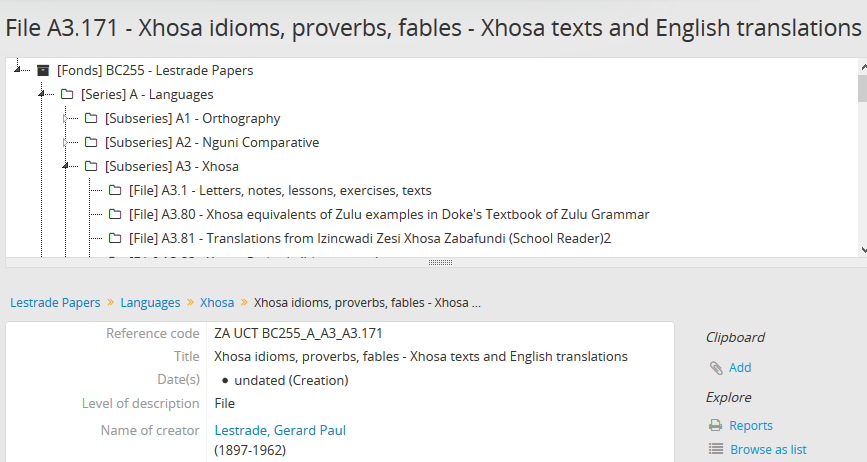 File A3.171 - Xhosa idioms, proverbs, fables - Xhosa texts and English translations
[Fonds] BC255 - Lestrade Papers
[Series] A - Languages
[Subseries] A1 - Orthography
[Subseries] A2 - Nguni Comparative
[Subseries] A3 - Xhosa
[File] A3.1 - Letters, notes, lessons, exercises, texts
[File] A3.80 - Xhosa equivalents of Zulu examples in Doke's Textbook of Zulu Grammar
[File] A3.81 - Translations from Izincwadi Zesi Xhosa Zabafundi (School Reader)2
Lestrade Papers » Languages » Xhosa » Xhosa idioms, proverbs, fables - Xhosa ...
Reference code ZA UCT BC255_A_A3_A3.171
Title Xhosa idioms, proverbs, fables - Xhosa texts and English translations
Date(s) • undated (Creation)
Level of description File
Name of creator Lestrade, Gerard Paul
(1897-1962)
Clipboard
Add
Explore
Reports
Browse as list